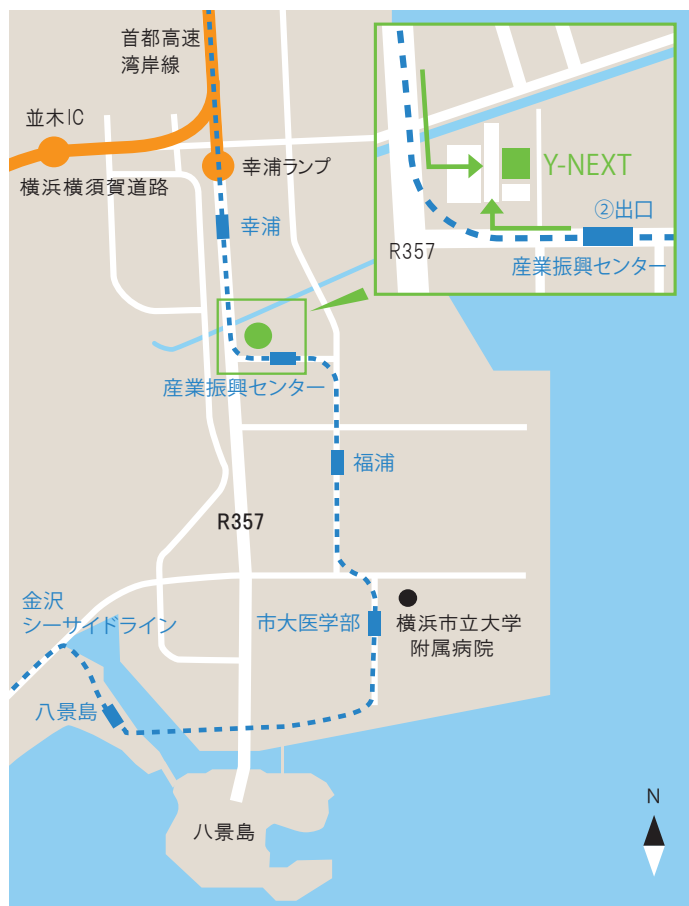 首都高速
湾岸線
並木IC
横浜横須賀道路
幸浦ランプ
幸浦
Y-NEXT
②出口
R357
産業振興センター
産業振興センター
福浦
R357
金沢
シーサイドライン
市大医学部
横浜市立大学
附属病院
八景島
八景島
N